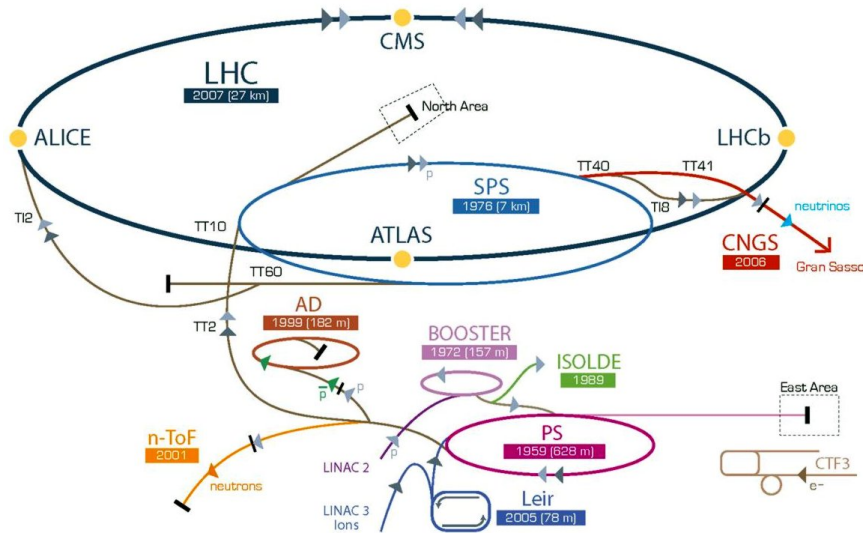 CMS
LHC
2007 (27 km)
North Area
ALICE
LHCb
TT40
TT41
p
SPS
1976 (7 km)
TI2
TT10
TI8
neutrinos
ATLAS
CNGS
2006
Gran Sasso
TT60
AD
1999 (182 m)
TT2
BOOSTER
1972 (157 m)
ISOLDE
1989
p
p
East Area
n-ToF
2001
PS
1959 (628 m)
p
LINAC 2
neutrons
CTF3
e-
LINAC 3
Ions
Leir
2005 (78 m)